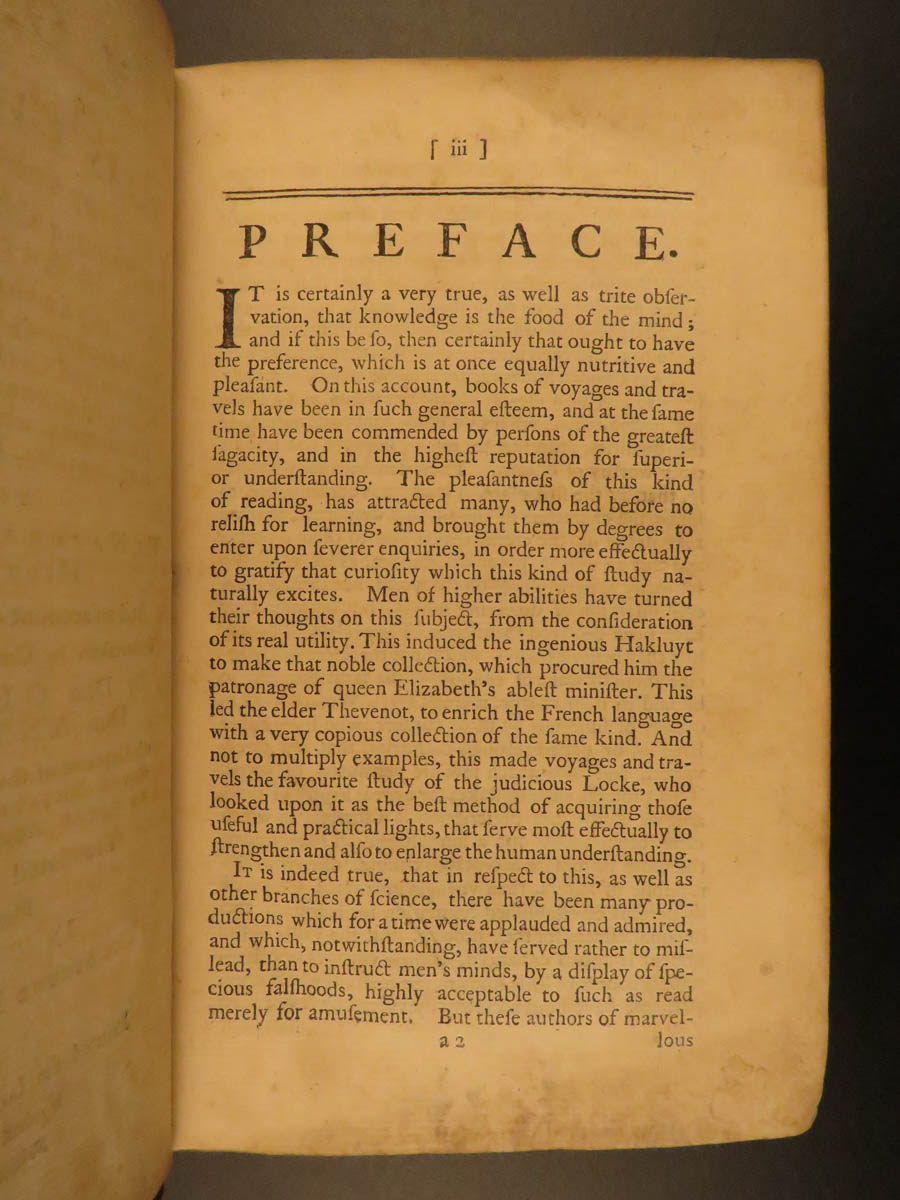 [ iii ]
PREFACE.
IT is certainly a very true, as well as trite obſer-
vation, that knowledge is the food of the mind;
and if this be ſo, then certainly that ought to have
the preference, which is at once equally nutritive and
pleaſant. On this account, books of voyages and tra-
vels have been in ſuch general eſteem, and at the ſame
time have been commended by perſons of the greateſt
ſagacity, and in the higheſt reputation for ſuperi-
or underſtanding. The pleaſantneſs of this kind
of reading, has attracted many, who had before no
reliſh for learning, and brought them by degrees to
enter upon ſeverer enquiries, in order more effectually
to gratify that curioſity which this kind of ſtudy na-
turally excites. Men of higher abilities have turned
their thoughts on this ſubject, from the conſideration
of its real utility. This induced the ingenious Hakluyt
to make that noble collection, which procured him the
patronage of queen Elizabeth's ableſt miniſter. This
led the elder Thevenot, to enrich the French language
with a very copious collection of the ſame kind. And
not to multiply examples, this made voyages and tra-
vels the favourite ſtudy of the judicious Locke, who
looked upon it as the beſt method of acquiring thoſe
uſeful and practical lights, that ſerve moſt effectually to
ſtrengthen and alſo to enlarge the human underſtanding.
IT is indeed true, that in reſpect to this, as well as
other branches of ſcience, there have been many pro-
ductions which for a time were applauded and admired,
and which, notwithſtanding, have ſerved rather to miſ-
lead, than to inſtruct men's minds, by a diſplay of ſpe-
cious falſhoods, highly acceptable to ſuch as read
merely for amuſement. But theſe authors of marvel-
a 2 lous